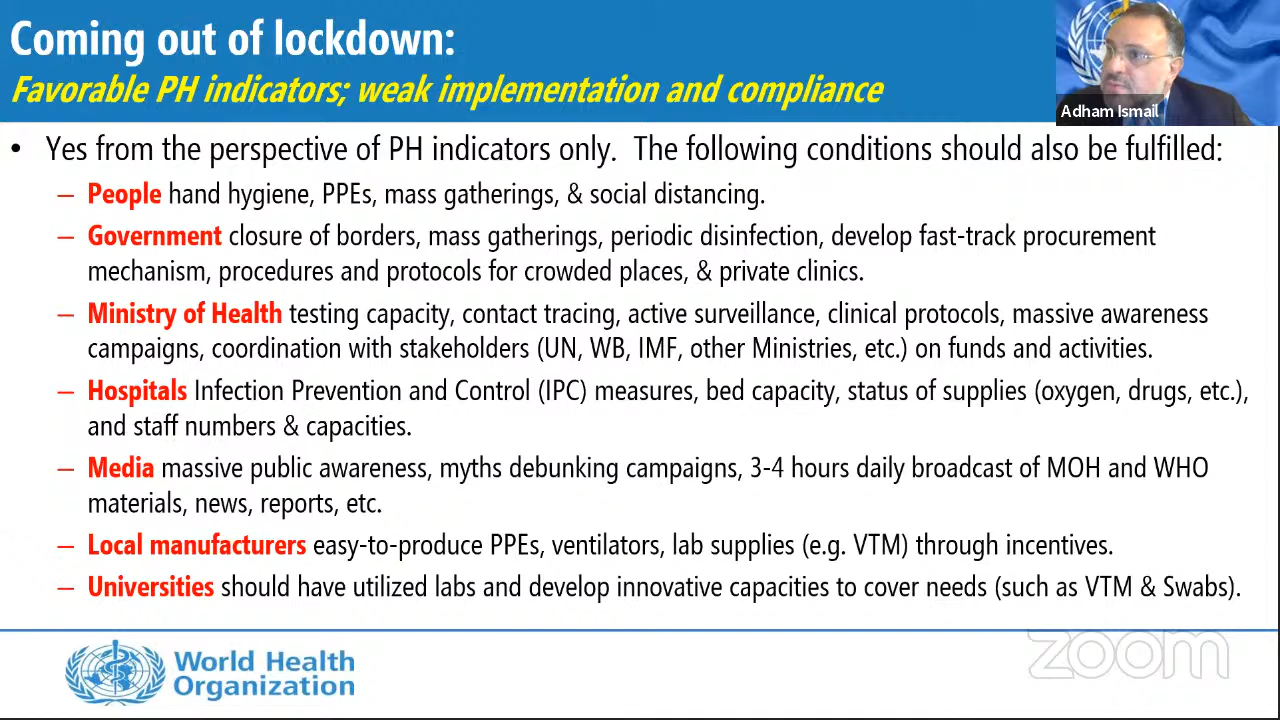 Coming out of lockdown:
Favorable PH indicators; weak implementation and compliance
Adham Ismail
• Yes from the perspective of PH indicators only. The following conditions should also be fulfilled:
– People hand hygiene, PPEs, mass gatherings, & social distancing.
– Government closure of borders, mass gatherings, periodic disinfection, develop fast-track procurement
mechanism, procedures and protocols for crowded places, & private clinics.
– Ministry of Health testing capacity, contact tracing, active surveillance, clinical protocols, massive awareness
campaigns, coordination with stakeholders (UN, WB, IMF, other Ministries, etc.) on funds and activities.
– Hospitals Infection Prevention and Control (IPC) measures, bed capacity, status of supplies (oxygen, drugs, etc.),
and staff numbers & capacities.
– Media massive public awareness, myths debunking campaigns, 3-4 hours daily broadcast of MOH and WHO
materials, news, reports, etc.
– Local manufacturers easy-to-produce PPEs, ventilators, lab supplies (e.g. VTM) through incentives.
– Universities should have utilized labs and develop innovative capacities to cover needs (such as VTM & Swabs).
World Health
Organization
zoom